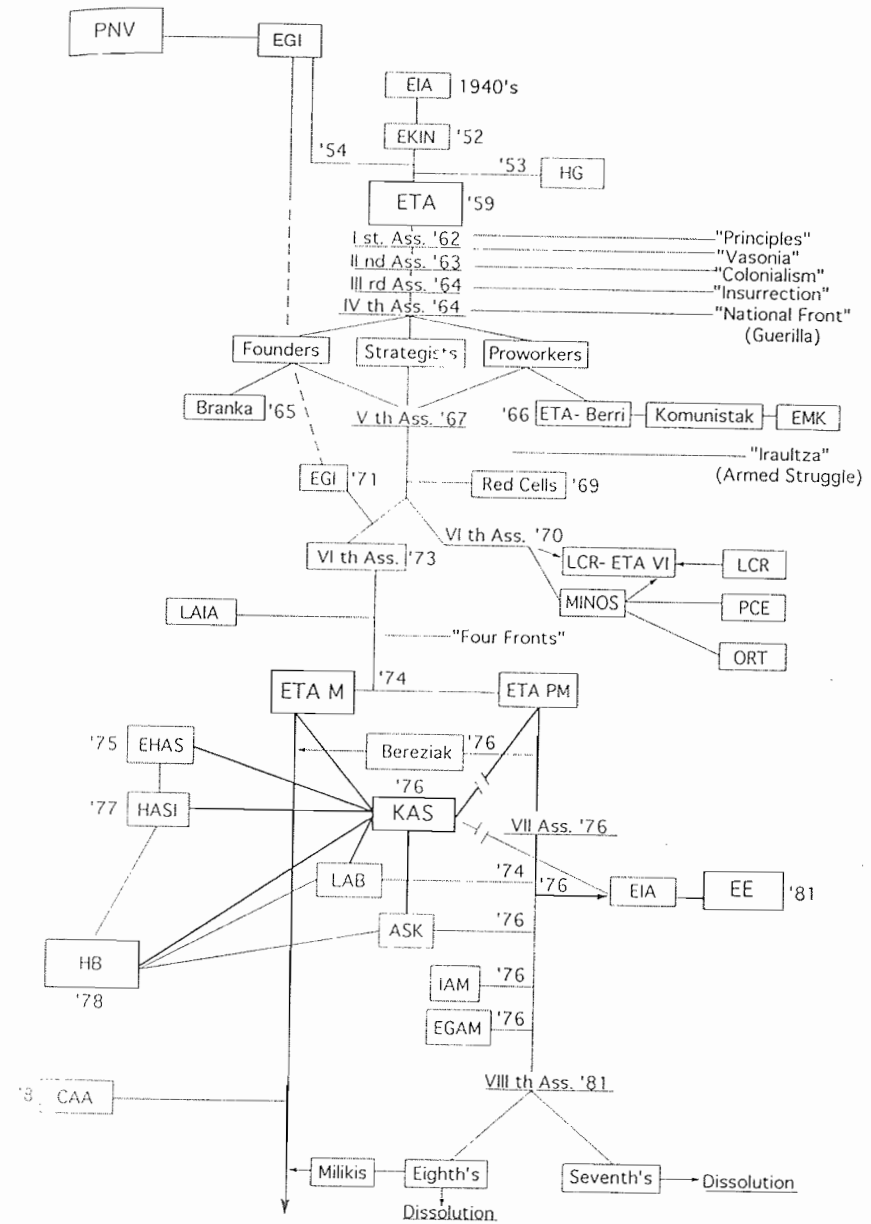 PNV
EGI
EIA 1940's
EKIN '52
'54
'53
HG
ETA '59
I st. Ass. '62 "Principles"
"Vasonia"
II nd Ass. '63
"Colonialism"
III rd Ass. '64
"Insurrection"
IV th Ass. '64
"National Front"
(Guerilla)
Founders Strategists Proworkers
Branka '65
V th Ass. '67
'66 ETA- Berri Komunistak EMK
"Iraultza"
(Armed Struggle)
EGI '71
Red Cells '69
VI th Ass. '70
VI th Ass. '73
LCR- ETA VI LCR
MINOS PCE
LAIA
"Four Fronts"
ORT
ETA M '74 ETA PM
'75 EHAS
Bereziak '76
'76
'77 HASI
KAS
VII Ass. '76
LAB '74
'76 EIA EE '81
ASK '76
HB
'78
IAM '76
EGAM '76
VIII th Ass. '81
CAA
Milikis Eighth's Seventh's Dissolution
Dissolution